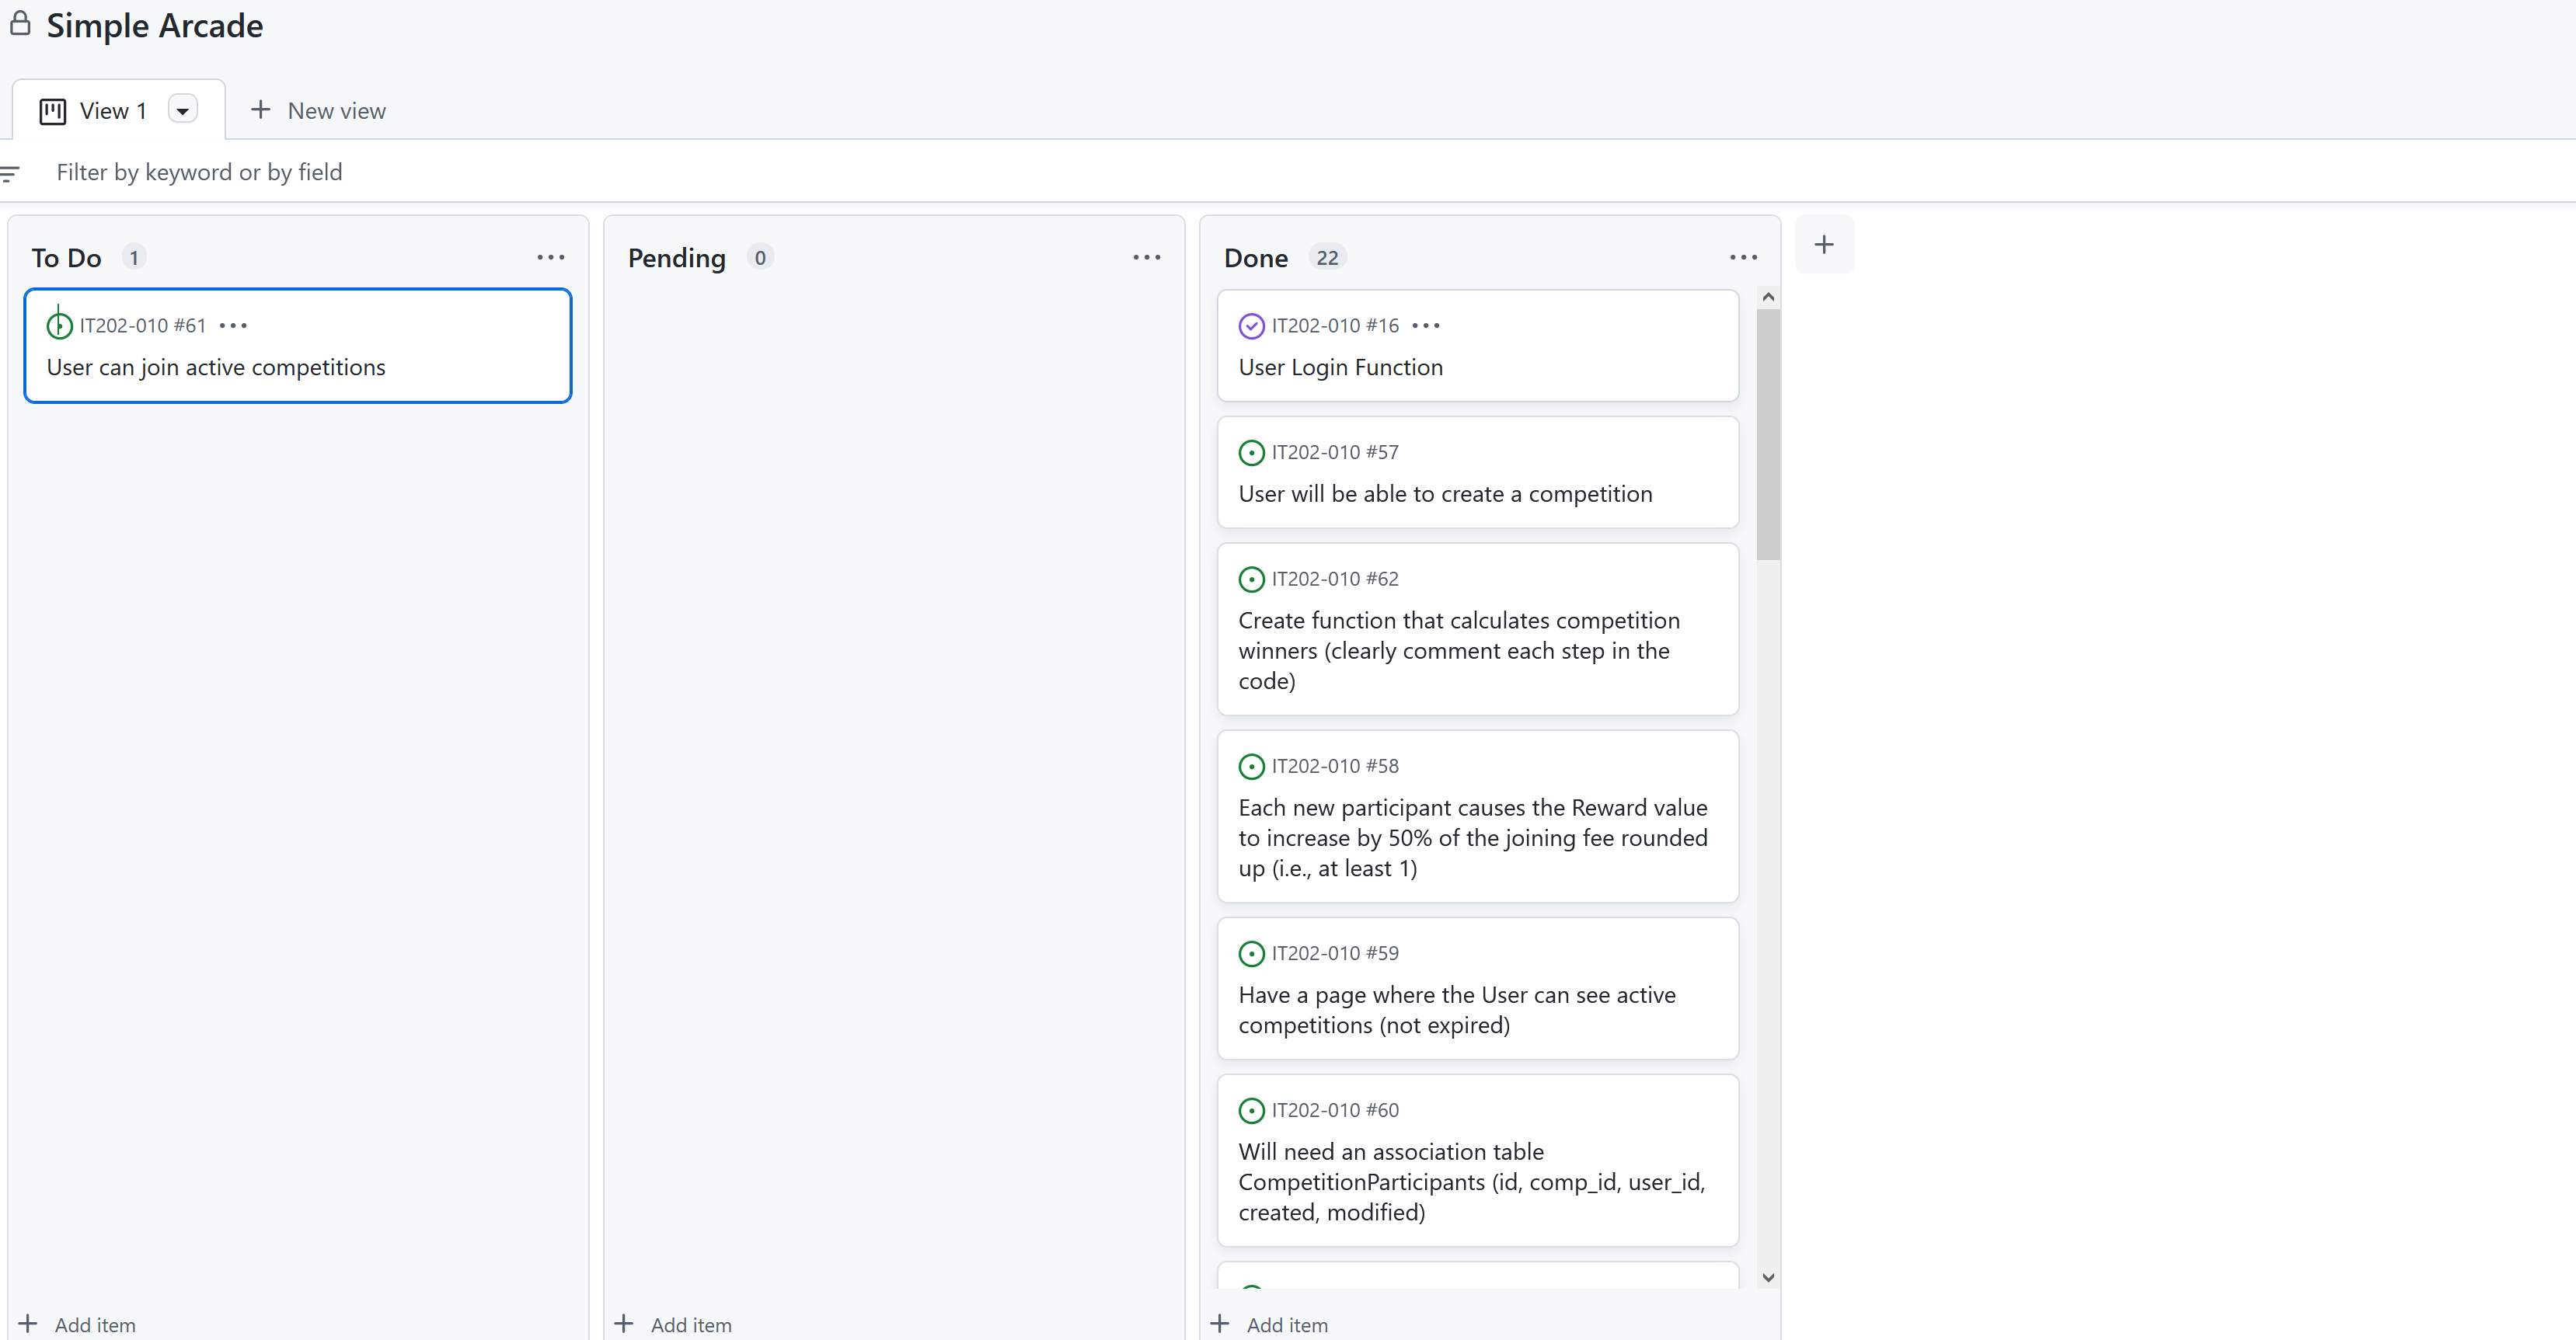 Simple Arcade
View 1
New view
Filter by keyword or by field
To Do 1
IT202-010 #61
User can join active competitions
Add item
Pending 0
Add item
Done 22
IT202-010 #16
User Login Function
IT202-010 #57
User will be able to create a competition
IT202-010 #62
Create function that calculates competition
winners (clearly comment each step in the
code)
IT202-010 #58
Each new participant causes the Reward value
to increase by 50% of the joining fee rounded
up (i.e., at least 1)
IT202-010 #59
Have a page where the User can see active
competitions (not expired)
IT202-010 #60
Will need an association table
CompetitionParticipants (id, comp_id, user_id,
created, modified)
Add item